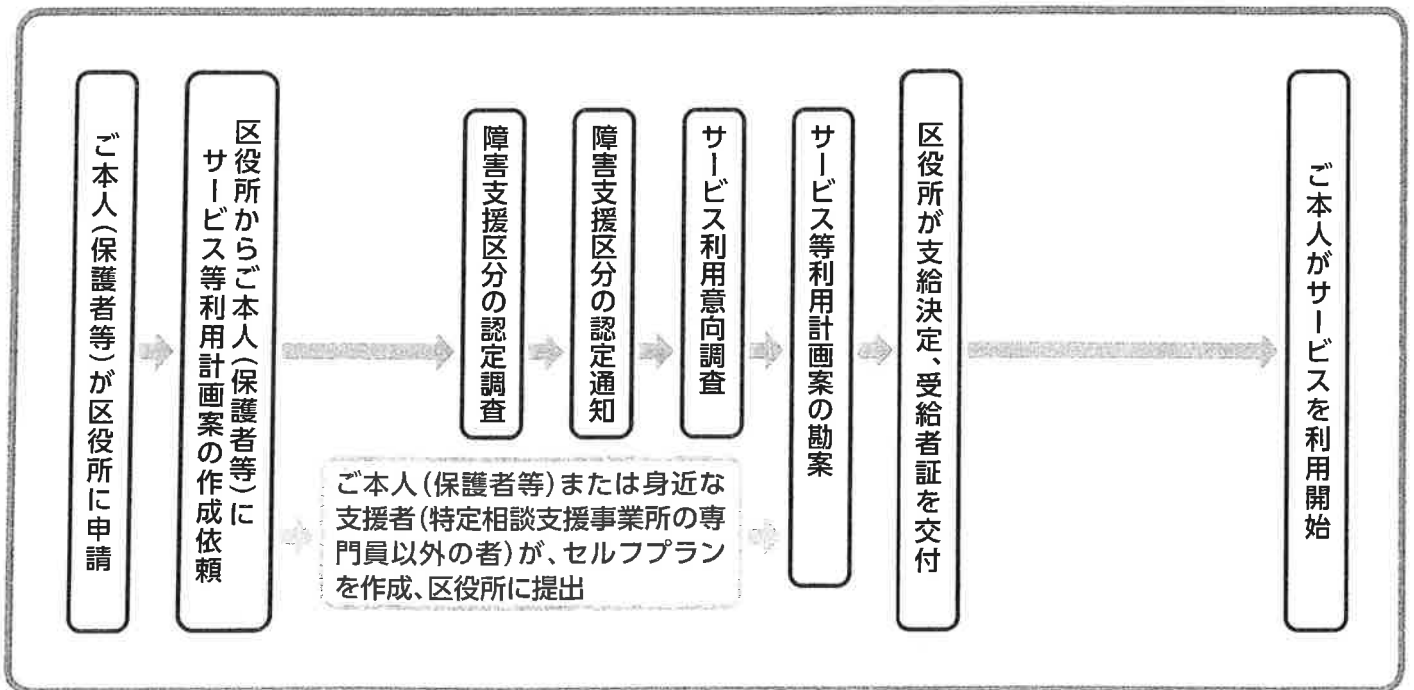 ご本人(保護者等)が区役所に申請
区役所からご本人(保護者等)に
サービス等利用計画案の作成依頼
障害支援区分の認定調査
障害支援区分の認定通知
サービス利用意向調査
サービス等利用計画案の勘案
ご本人(保護者等)または身近な
支援者(特定相談支援事業所の専
門員以外の者)が、セルフプラン
を作成、区役所に提出
区役所が支給決定、受給者証を交付
ご本人がサービスを利用開始